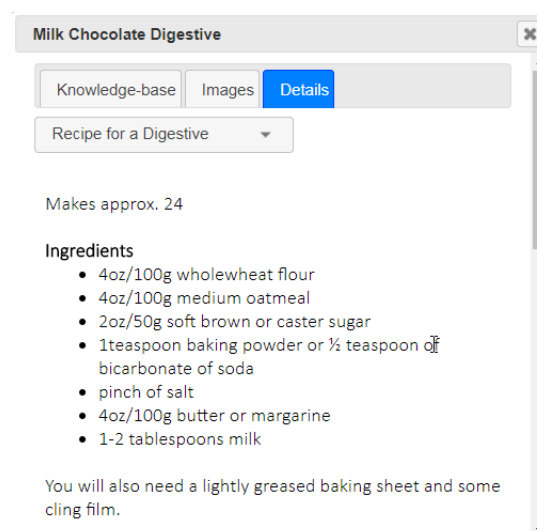 Milk Chocolate Digestive
Knowledge-base Images Details
Recipe for a Digestive
Makes approx. 24
Ingredients
• 4oz/100g wholewheat flour
• 4oz/100g medium oatmeal
• 2oz/50g soft brown or caster sugar
• 1teaspoon baking powder or ½ teaspoon of
bicarbonate of soda
• pinch of salt
• 4oz/100g butter or margarine
• 1-2 tablespoons milk
You will also need a lightly greased baking sheet and some
cling film.